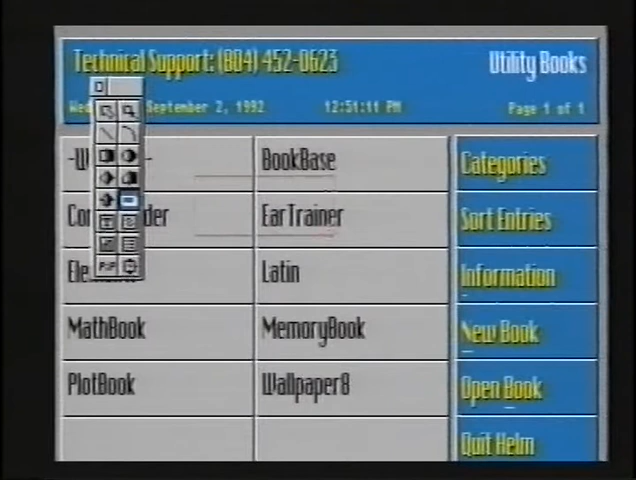 Technical Support: (804) 452-0623
Utility Books
September 2, 1992
12:51:11 PM
Page 1 of 1
BookBase
Categories
EarTrainer
Sort Entries
Latin
Information
MathBook
MemoryBook
New Book
PlotBook
Wallpaper8
Open Book
Quit Helm